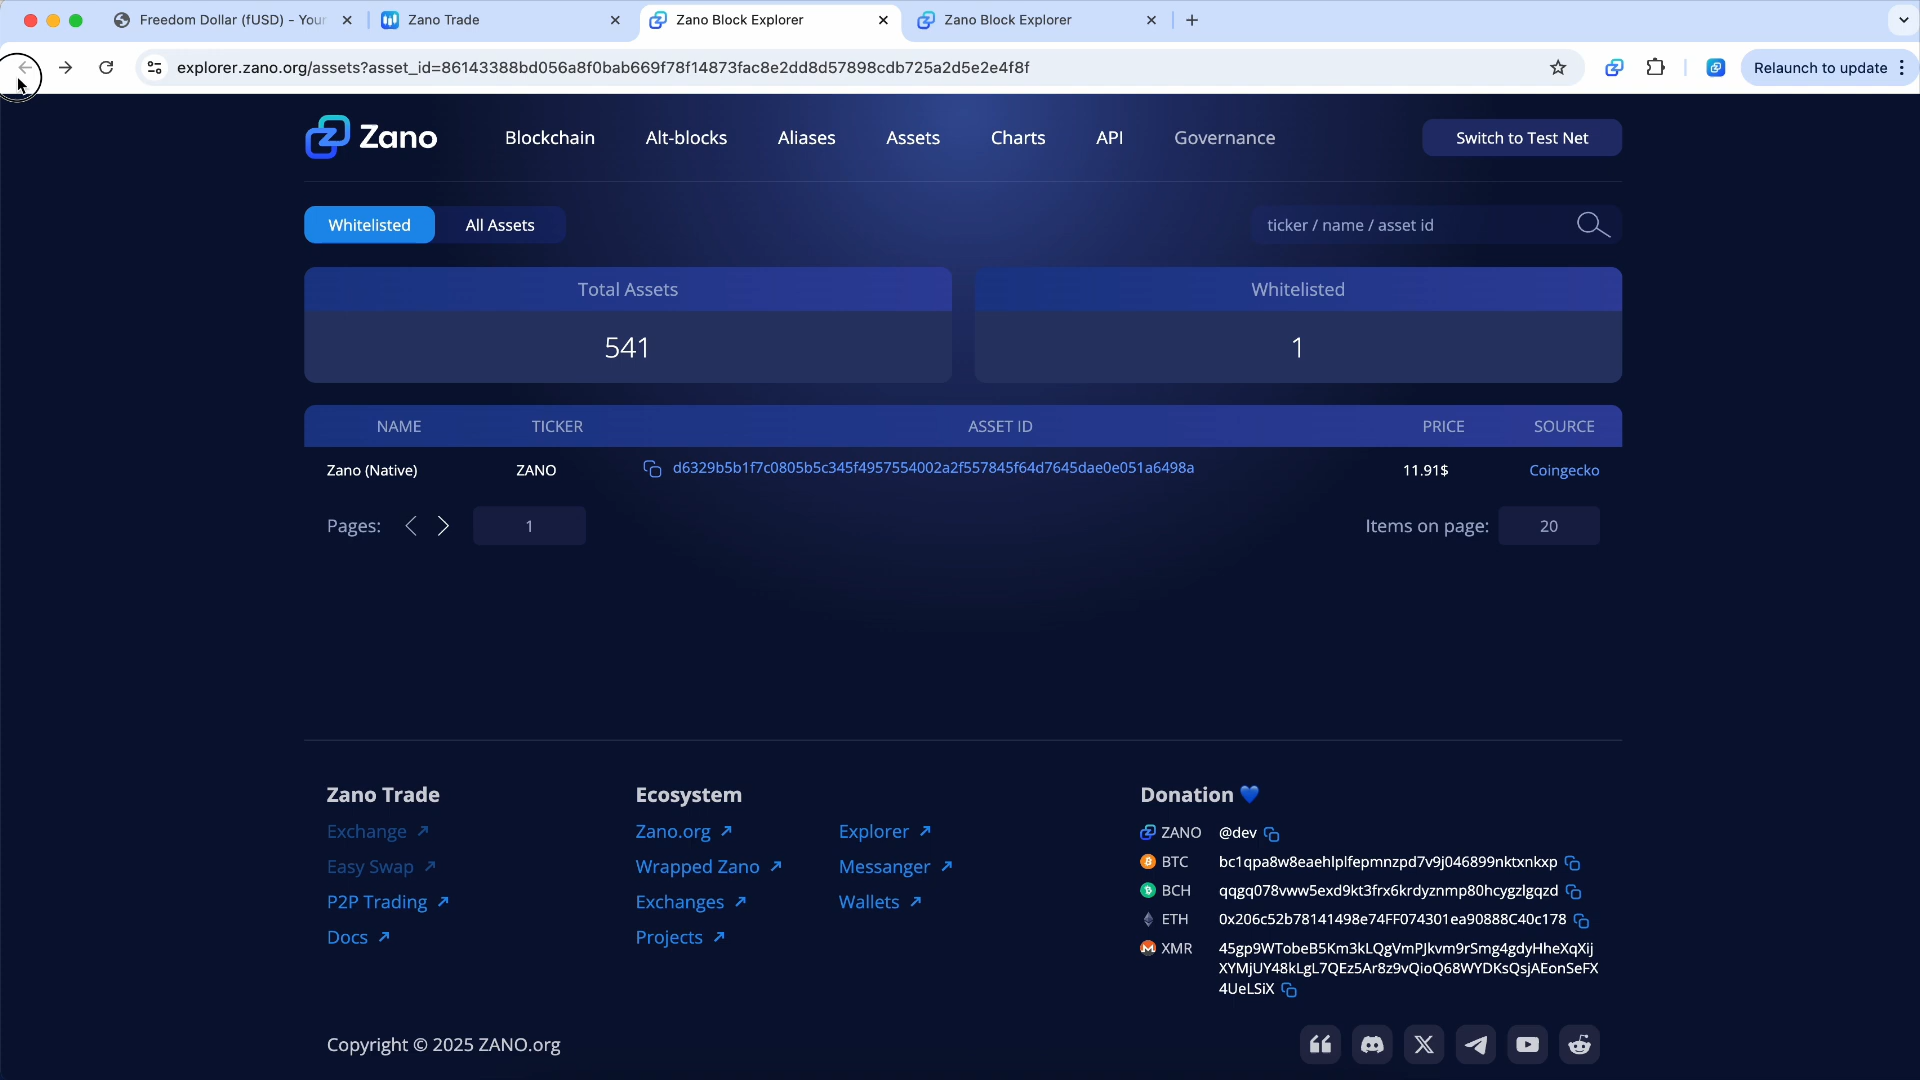 Freedom Dollar (fUSD) - Your
Zano Trade
Zano Block Explorer
Zano Block Explorer
explorer.zano.org/assets?asset_id=86143388bd056a8f0bab669f78f14873fac8e2dd8d57898cdb725a2d5e2e4f8f
Relaunch to update
Zano
Blockchain
Alt-blocks
Aliases
Assets
Charts
API
Governance
Switch to Test Net
Whitelisted
All Assets
ticker / name / asset id
Total Assets
Whitelisted
541
1
NAME TICKER ASSET ID PRICE SOURCE
Zano (Native) ZANO d6329b5b1f7c0805b5c345f4957554002a2f557845f64d7645dae0e051a6498a 11.91$ Coingecko
Pages: 1
Items on page: 20
Zano Trade
Exchange
Easy Swap
P2P Trading
Docs
Ecosystem
Zano.org
Wrapped Zano
Exchanges
Projects
Explorer
Messanger
Wallets
Donation
ZANO @dev
BTC bc1qpa8w8eaehlplfepmnzpd7v9j046899nktxnkxp
BCH qqgq078vww5exd9kt3frx6krdyznmp80hcygzlgqzd
ETH 0x206c52b78141498e74FF074301ea90888C40c178
XMR 45gp9WTobeB5Km3kLQgVmPJkvm9rSmg4gdyHheXqXij
XYMjUY48kLgL7QEz5Ar8z9vQioQ68WYDKsQsjAEonSeFX
4UeLSiX
Copyright © 2025 ZANO.org